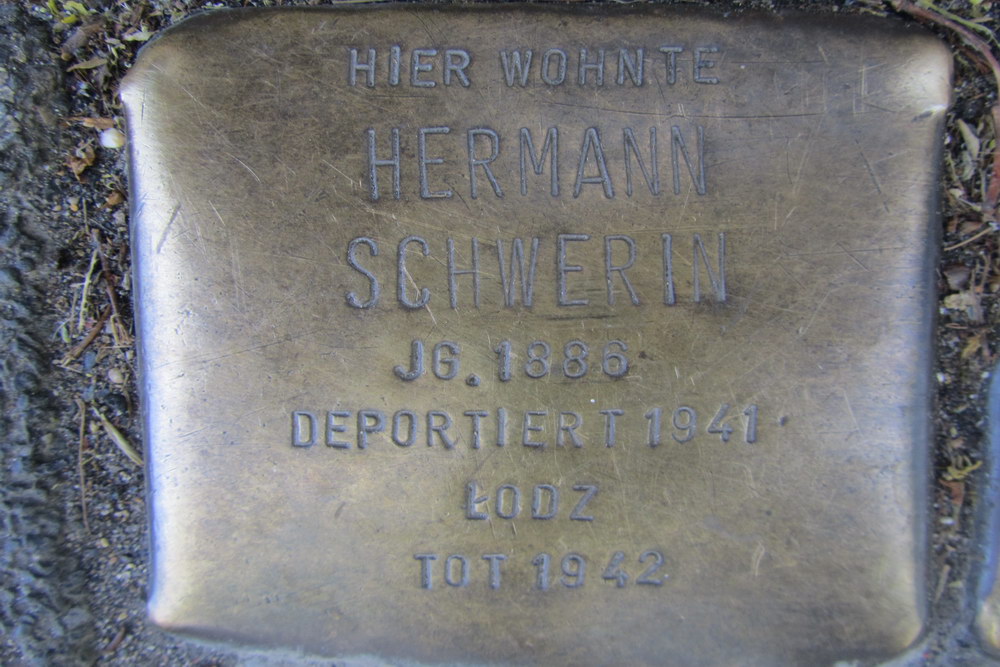 HIER WOHNTE
HERMANN
SCHWERIN
JG. 1886
DEPORTIERT 1941
ŁODZ
TOT 1942